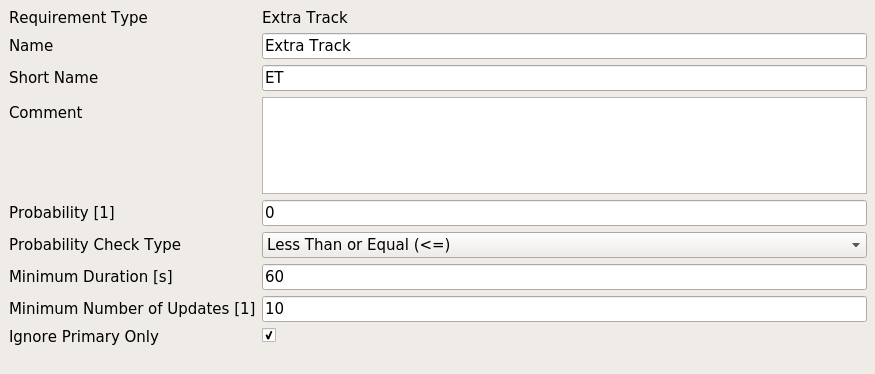 Requirement Type Extra Track
Name Extra Track
Short Name ET
Comment
Probability [1] 0
Probability Check Type Less Than or Equal (<=)
Minimum Duration [s] 60
Minimum Number of Updates [1] 10
Ignore Primary Only